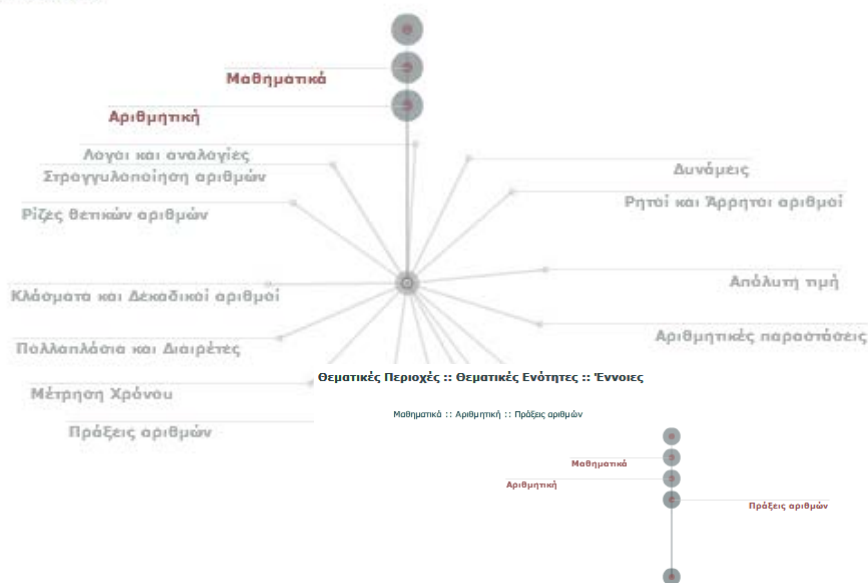 Μαθηματικά
Αριθμητική
Λόγοι και αναλογίες
Στρογγυλοποίηση αριθμών
Δυνάμεις
Ρίζες θετικών αριθμών
Ρητοί και Άρρητοι αριθμοί
Κλάσματα και Δεκαδικοί αριθμοί
Απόλυτη τιμή
Πολλαπλάσια και Διαιρέτες
Αριθμητικές παραστάσεις
Μέτρηση Χρόνου
Πράξεις αριθμών
Θεματικές Περιοχές :: Θεματικές Ενότητες :: Έννοιες
Μαθηματικά :: Αριθμητική :: Πράξεις αριθμών
Μαθηματικά
Αριθμητική
Πράξεις αριθμών